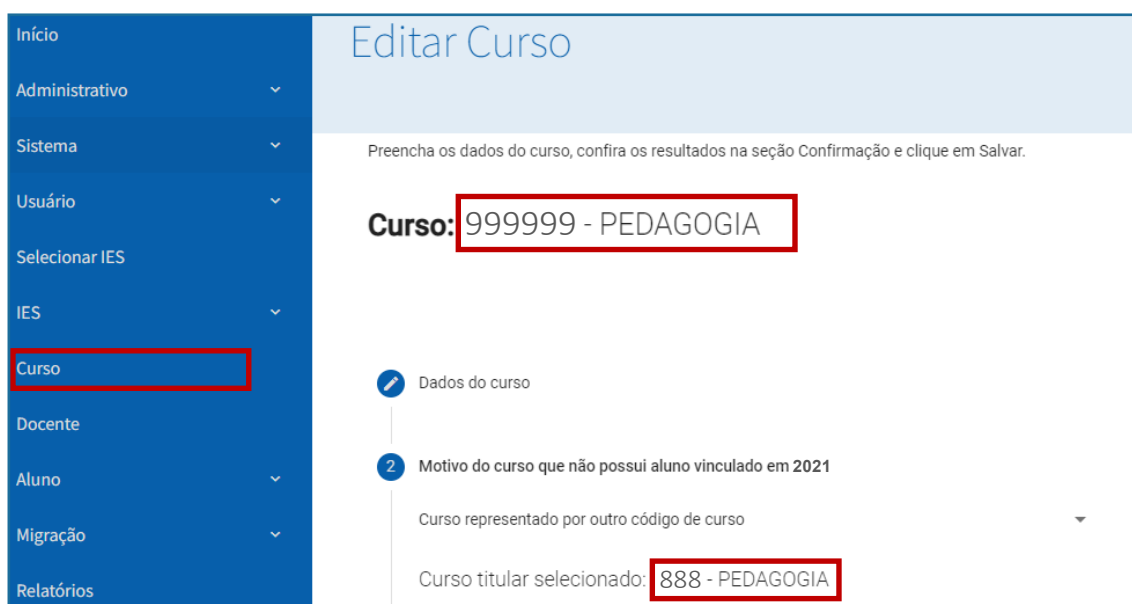 Início
Administrativo
Sistema
Usuário
Selecionar IES
IES
Curso
Docente
Aluno
Migração
Relatórios
Editar Curso
Preencha os dados do curso, confira os resultados na seção Confirmação e clique em Salvar.
Curso: 999999 - PEDAGOGIA
Dados do curso
2 Motivo do curso que não possui aluno vinculado em 2021
Curso representado por outro código de curso
Curso titular selecionado: 888 - PEDAGOGIA